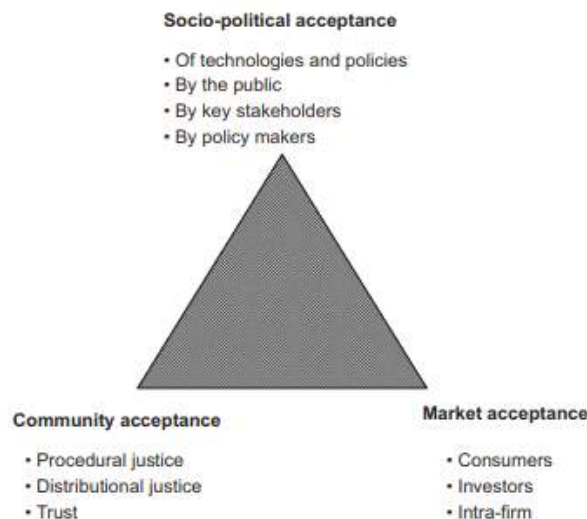 Socio-political acceptance
• Of technologies and policies
• By the public
• By key stakeholders
• By policy makers
Community acceptance
• Procedural justice
• Distributional justice
• Trust
Market acceptance
• Consumers
• Investors
• Intra-firm